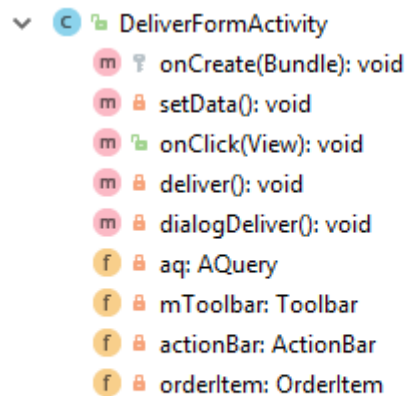 C DeliverFormActivity
m onCreate(Bundle): void
m setData(): void
m onClick(View): void
m deliver(): void
m dialogDeliver(): void
f aq: AQuery
f mToolbar: Toolbar
f actionBar: ActionBar
f orderItem: OrderItem